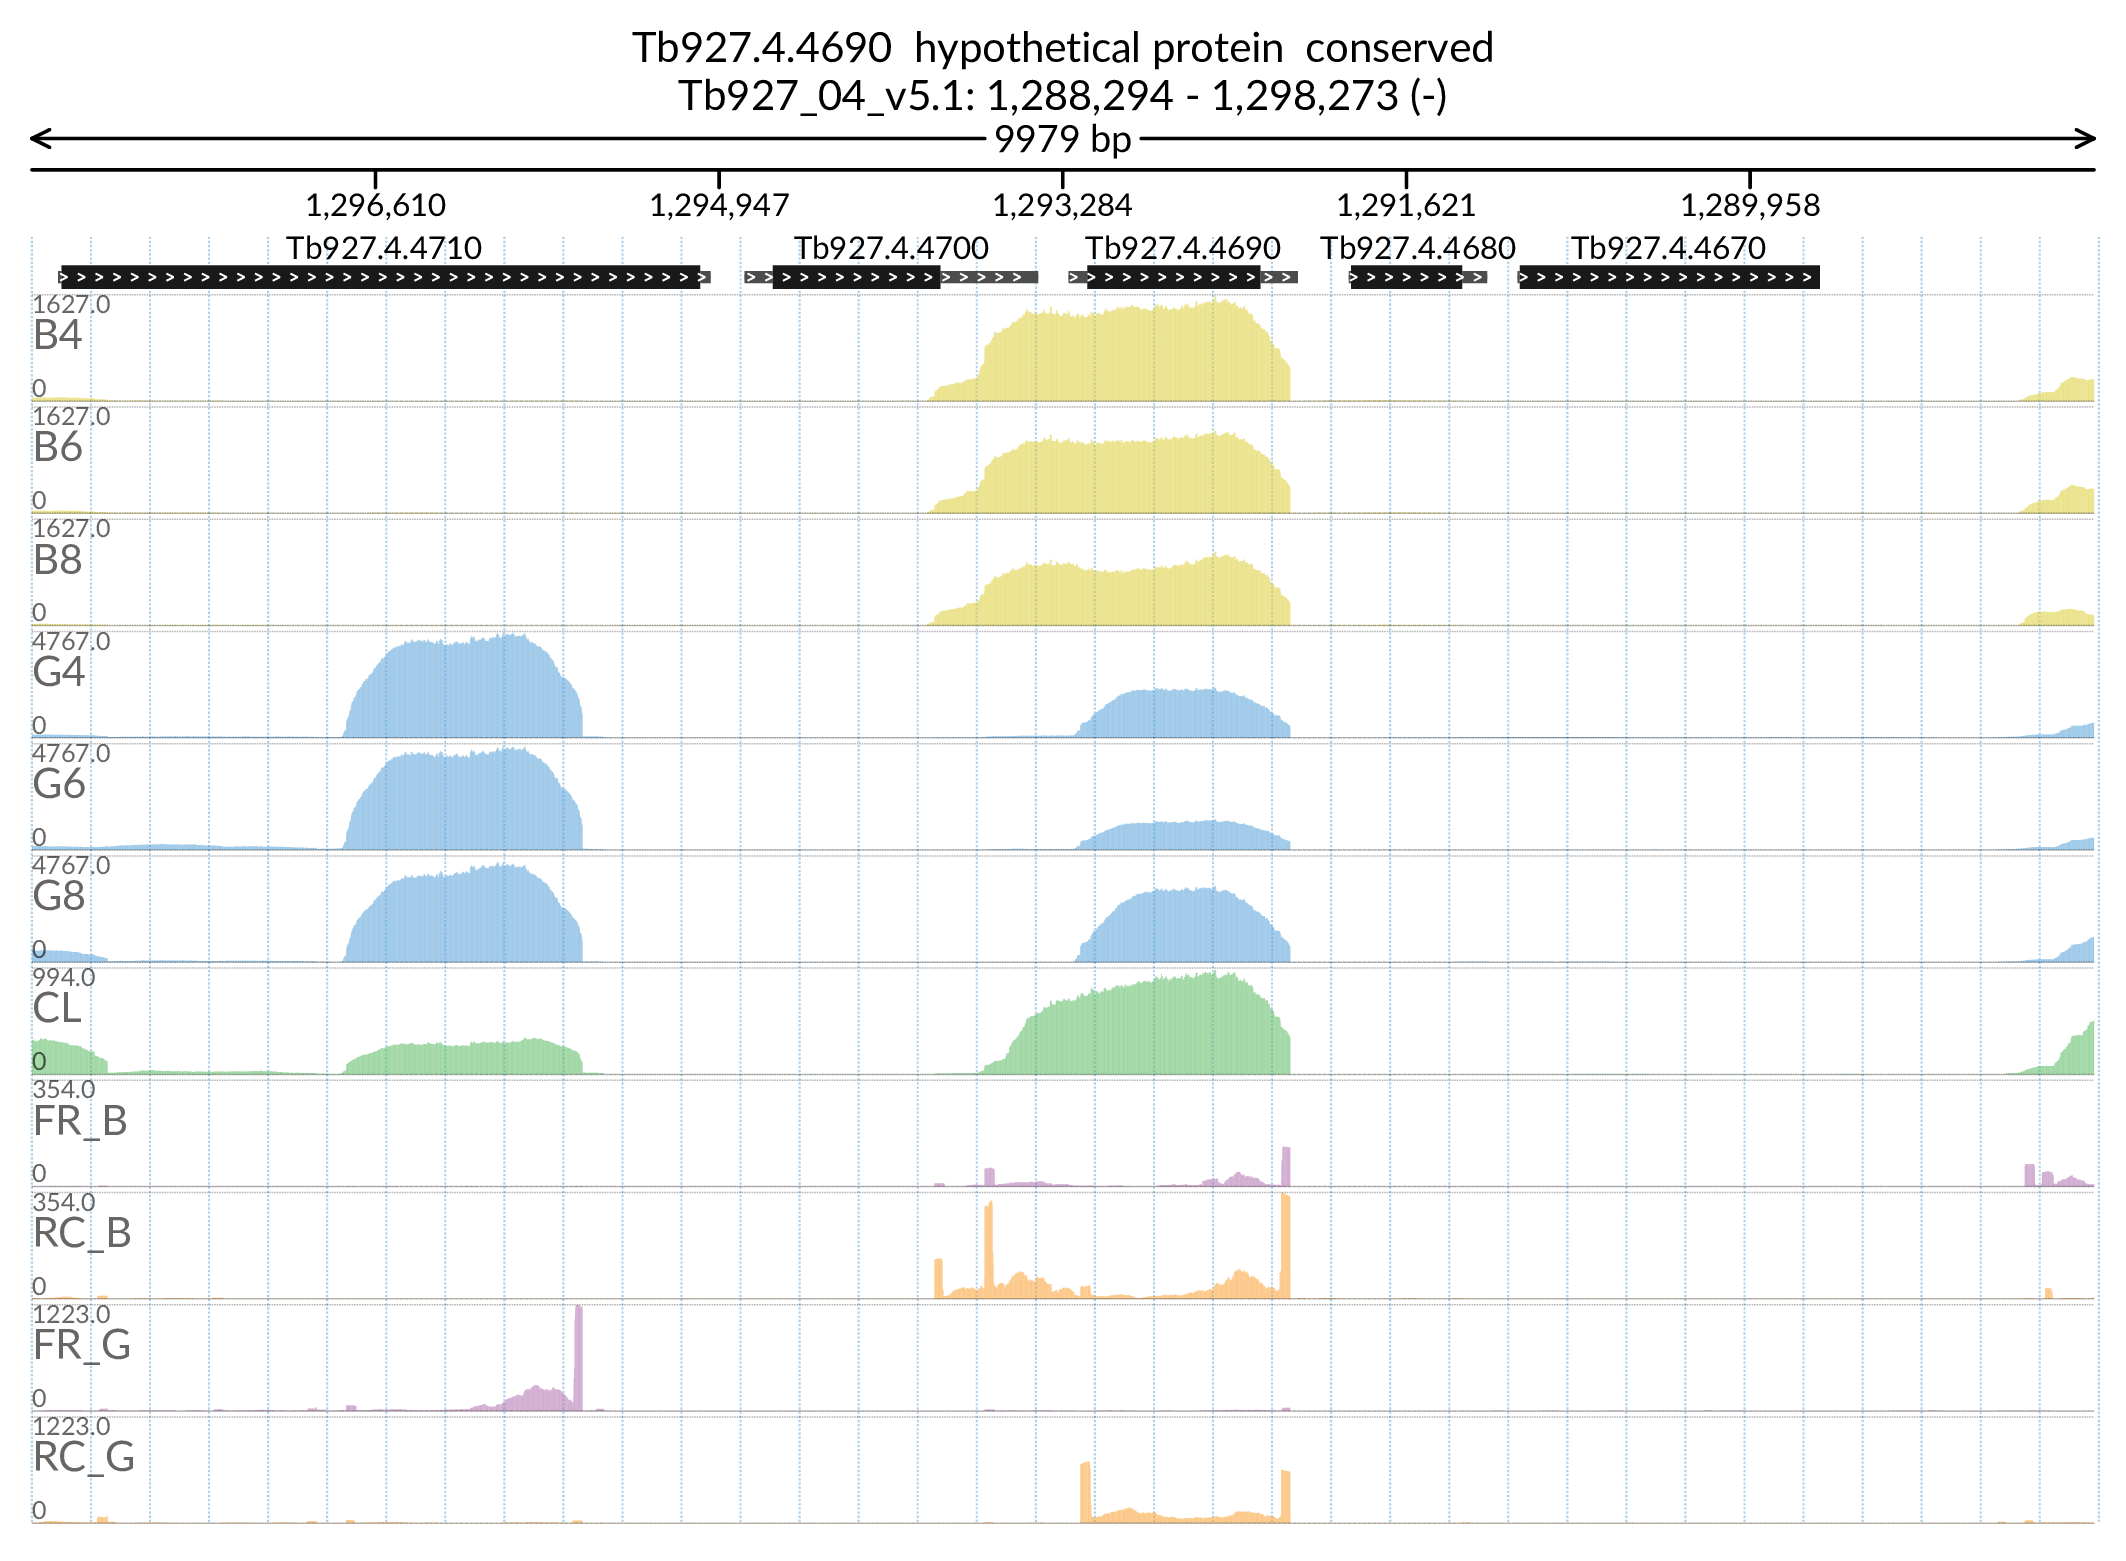 Tb927.4.4690 hypothetical protein conserved
Tb927_04_v5.1: 1,288,294 - 1,298,273 (-)
9979 bp
1,296,610 1,294,947 1,293,284 1,291,621 1,289,958
Tb927.4.4710 Tb927.4.4700 Tb927.4.4690 Tb927.4.4680 Tb927.4.4670
1627.0
B4
0
1627.0
B6
0
1627.0
B8
0
4767.0
G4
0
4767.0
G6
0
4767.0
G8
0
994.0
CL
0
354.0
FR_B
0
354.0
RC_B
0
1223.0
FR_G
0
1223.0
RC_G
0